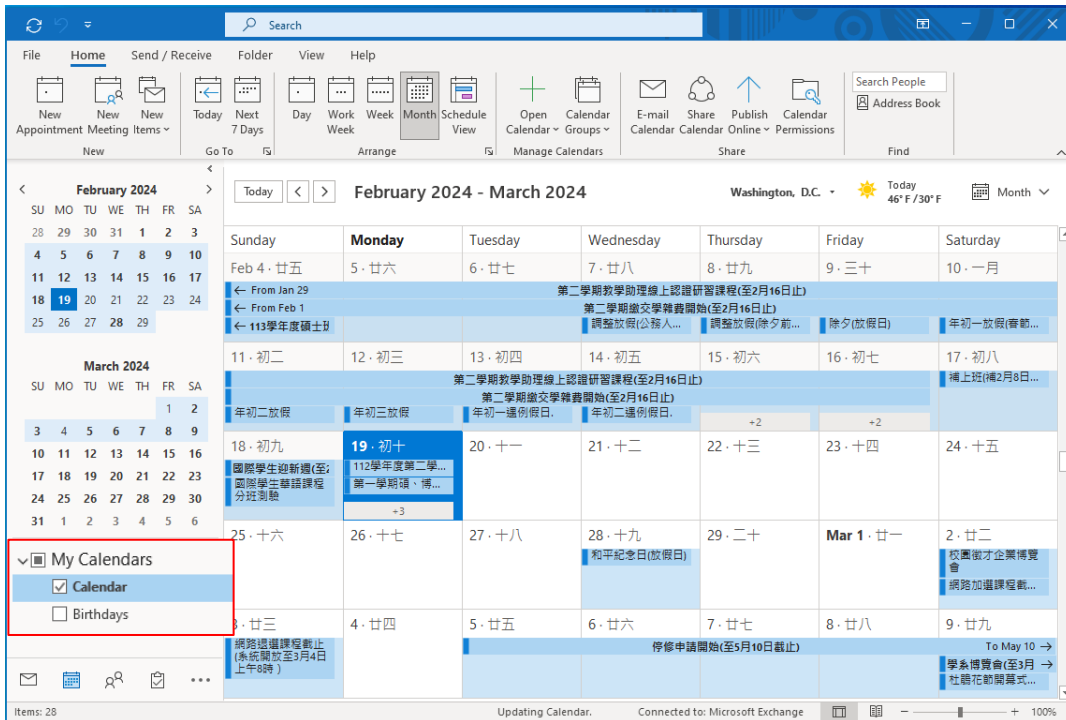 Search
File Home Send / Receive Folder View Help
New Appointment
New Meeting
New Items
Today
Next 7 Days
Day
Work Week
Week
Month
Schedule View
Open Calendar
Calendar Groups
E-mail Calendar
Share Calendar
Publish Online
Calendar Permissions
Search People
Address Book
New Go To Arrange Manage Calendars Share Find
February 2024
SU MO TU WE TH FR SA
28 29 30 31 1 2 3
4 5 6 7 8 9 10
11 12 13 14 15 16 17
18 19 20 21 22 23 24
25 26 27 28 29
March 2024
SU MO TU WE TH FR SA
1 2
3 4 5 6 7 8 9
10 11 12 13 14 15 16
17 18 19 20 21 22 23
24 25 26 27 28 29 30
31 1 2 3 4 5 6
My Calendars
Calendar
Birthdays
Today < > February 2024 - March 2024 Washington, D.C. Today 46°F/30°F Month
Sunday Monday Tuesday Wednesday Thursday Friday Saturday
Feb 4 · 廿五 5 · 廿六 6 · 廿七 7 · 廿八 8 · 廿九 9 · 三十 10 · 一月
← From Jan 29 第二學期教學助理線上認證研習課程(至2月16日止)
← From Feb 1 第二學期繳交學雜費開始(至2月16日止)
← 113學年度碩士班 調整放假(公務人... 調整放假(除夕前... 除夕(放假日) 年初一放假(春節...
11 · 初二 12 · 初三 13 · 初四 14 · 初五 15 · 初六 16 · 初七 17 · 初八
第二學期教學助理線上認證研習課程(至2月16日止) 補上班(補2月8日...
第二學期繳交學雜費開始(至2月16日止)
年初二放假 年初三放假 年初一遇例假日. 年初二遇例假日. +2 +2
18 · 初九 19 · 初十 20 · 十一 21 · 十二 22 · 十三 23 · 十四 24 · 十五
國際學生迎新週(至2 112學年度第二學...
國際學生華語課程 第一學期碩、博...
分班測驗
+3
25 · 十六 26 · 十七 27 · 十八 28 · 十九 29 · 二十 Mar 1 · 廿一 2 · 廿二
和平紀念日(放假日) 校園徵才企業博覽
會
網路加選課程截...
3 · 廿三 4 · 廿四 5 · 廿五 6 · 廿六 7 · 廿七 8 · 廿八 9 · 廿九
網路退選課程截止 停修申請開始(至5月10日截止) To May 10 →
(系統開放至3月4日 學系博覽會(至3月 →
上午8時 ) 杜鵑花節開幕式...
Items: 28 Updating Calendar. Connected to: Microsoft Exchange 100%